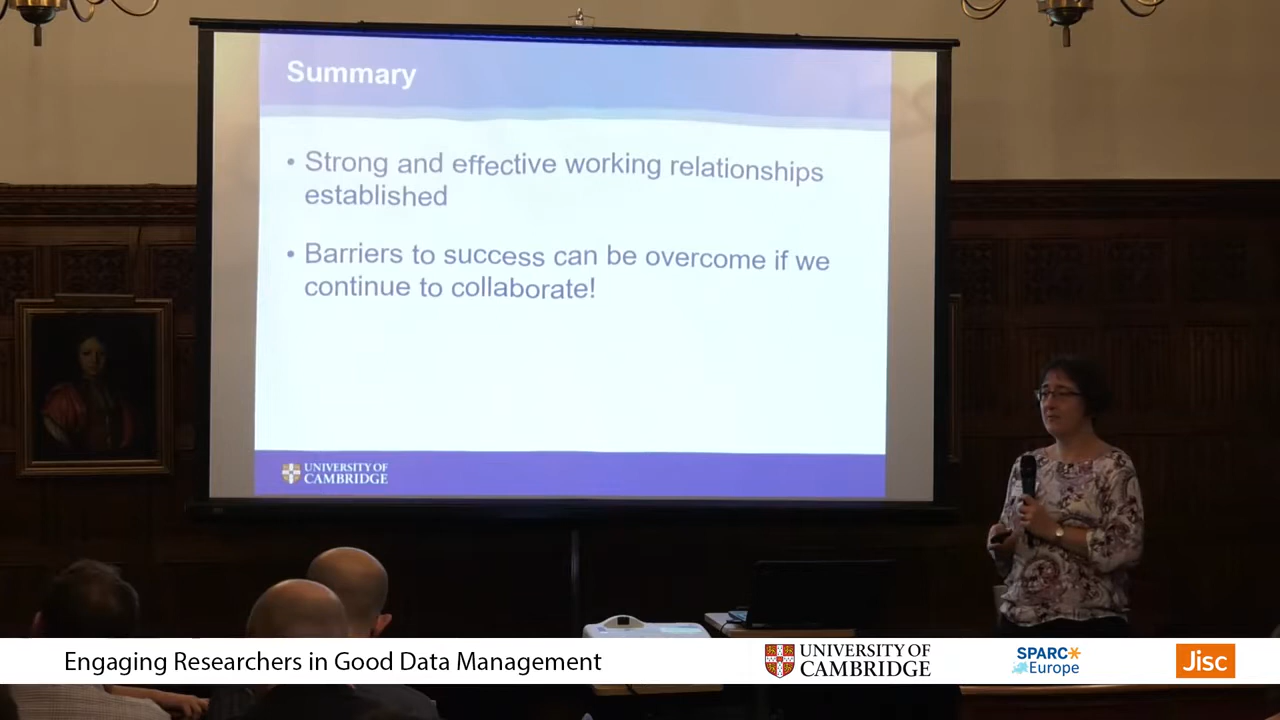 Summary
• Strong and effective working relationships
established
• Barriers to success can be overcome if we
continue to collaborate!
UNIVERSITY OF
CAMBRIDGE
Engaging Researchers in Good Data Management
UNIVERSITY OF
CAMBRIDGE
SPARC
Europe
Jisc